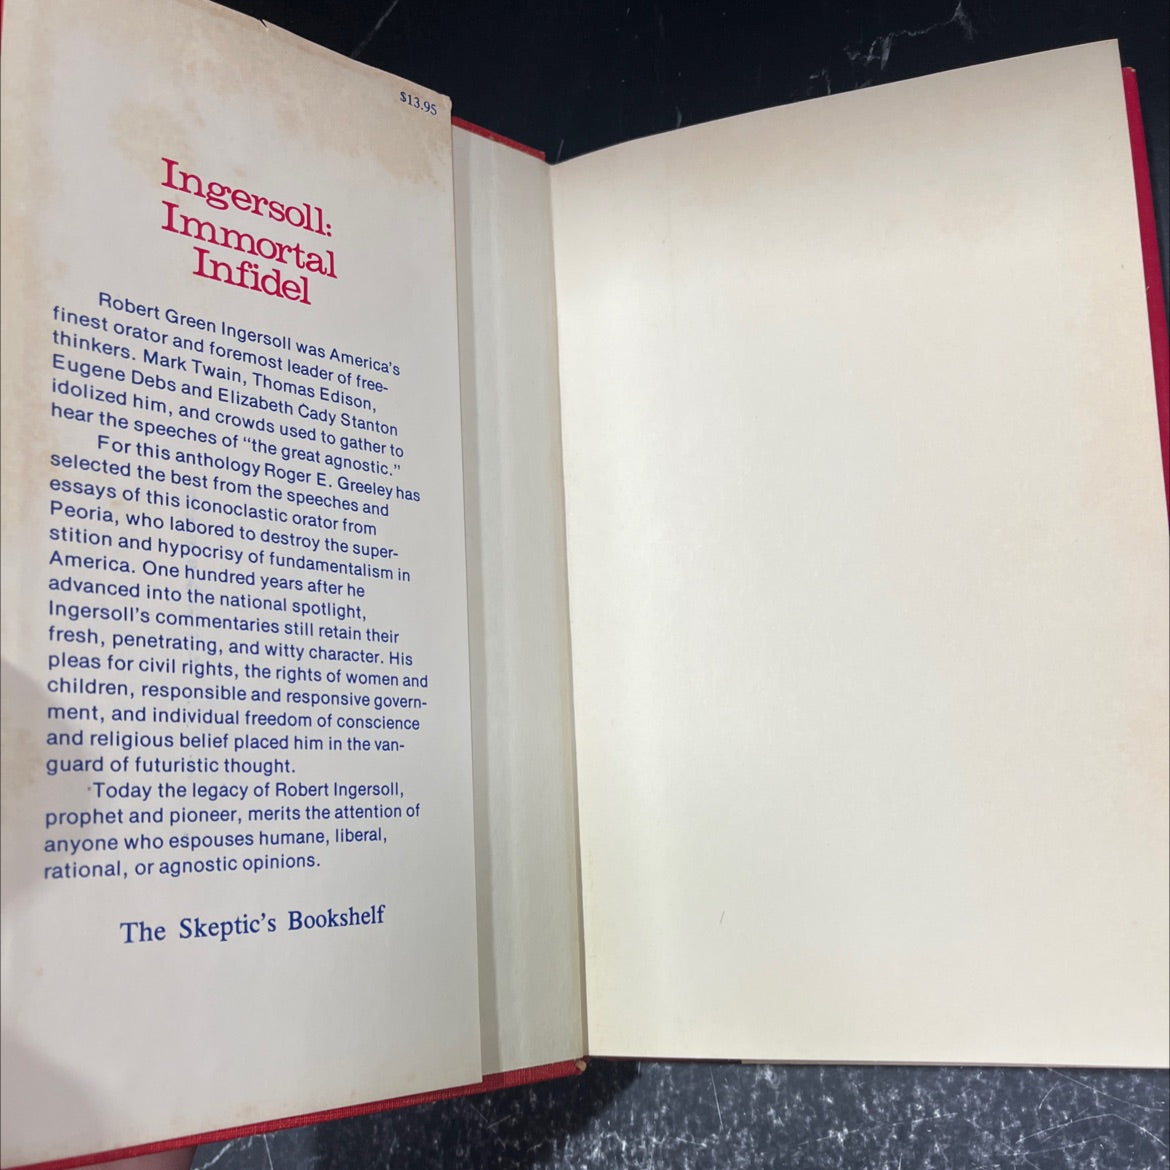 $13.95
Ingersoll:
Immortal
Infidel
Robert Green Ingersoll was America's
finest orator and foremost leader of free-
thinkers. Mark Twain, Thomas Edison,
Eugene Debs and Elizabeth Cady Stanton
idolized him, and crowds used to gather to
hear the speeches of "the great agnostic."
For this anthology Roger E. Greeley has
selected the best from the speeches and
essays of this iconoclastic orator from
Peoria, who labored to destroy the super-
stition and hypocrisy of fundamentalism in
America. One hundred years after he
advanced into the national spotlight,
Ingersoll's commentaries still retain their
fresh, penetrating, and witty character. His
pleas for civil rights, the rights of women and
children, responsible and responsive govern-
ment, and individual freedom of conscience
and religious belief placed him in the van-
guard of futuristic thought.
Today the legacy of Robert Ingersoll,
prophet and pioneer, merits the attention of
anyone who espouses humane, liberal,
rational, or agnostic opinions.
The Skeptic's Bookshelf